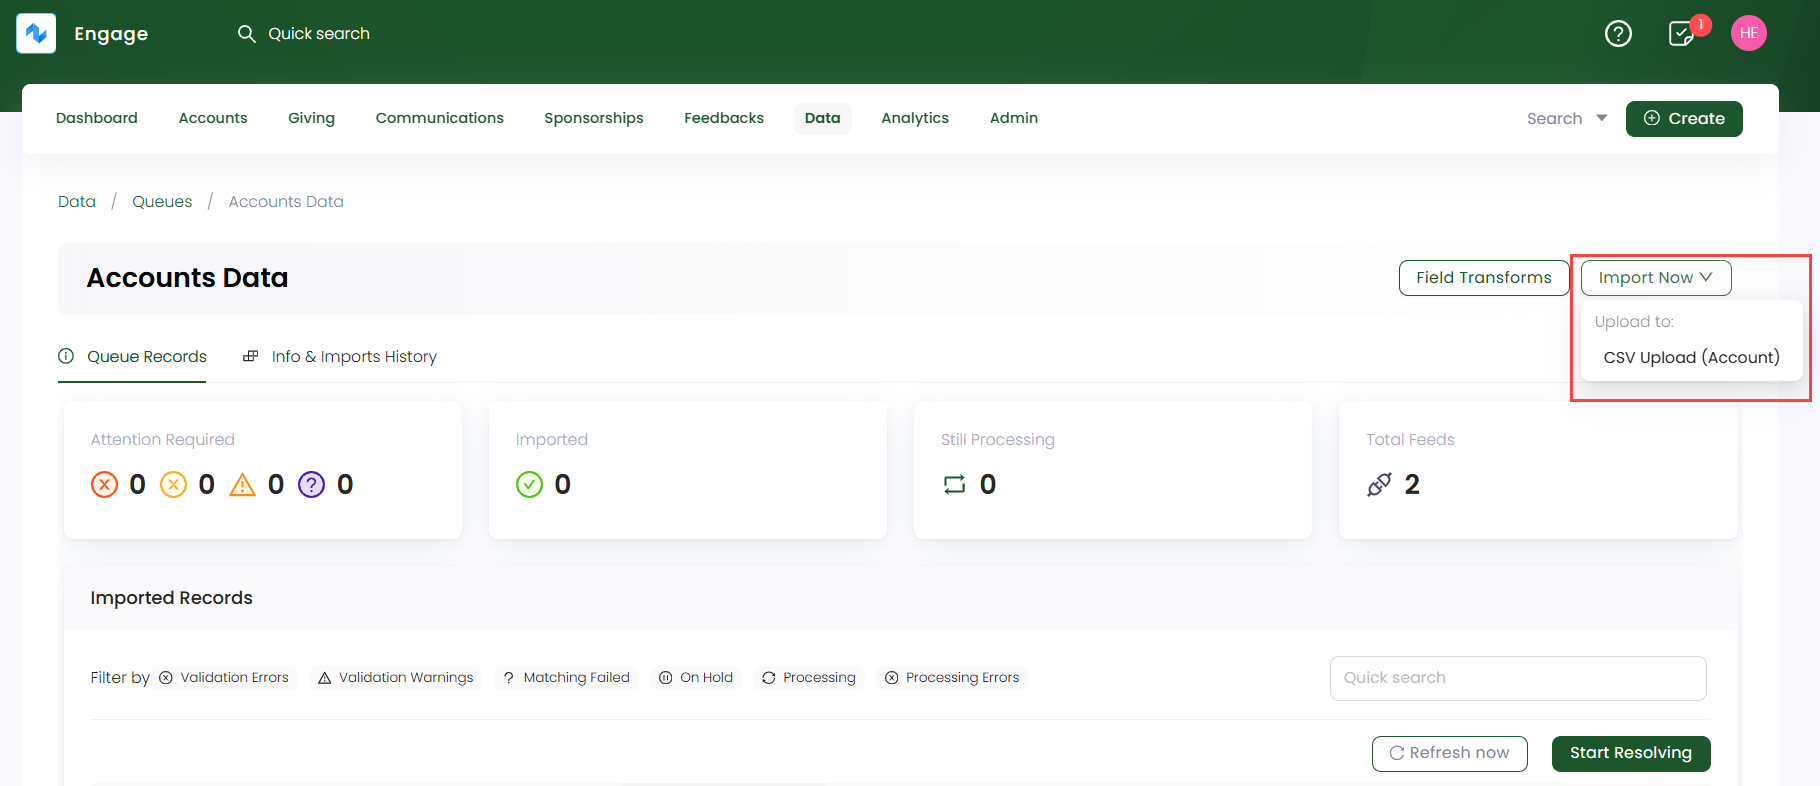 Engage
Quick search
1
HE
Dashboard Accounts Giving Communications Sponsorships Feedbacks Data Analytics Admin
Search
Create
Data / Queues / Accounts Data
Accounts Data
Field Transforms
Import Now
Upload to:
CSV Upload (Account)
Queue Records
Info & Imports History
Attention Required
0 0 0 0
Imported
0
Still Processing
0
Total Feeds
2
Imported Records
Filter by Validation Errors Validation Warnings Matching Failed On Hold Processing Processing Errors
Quick search
Refresh now
Start Resolving